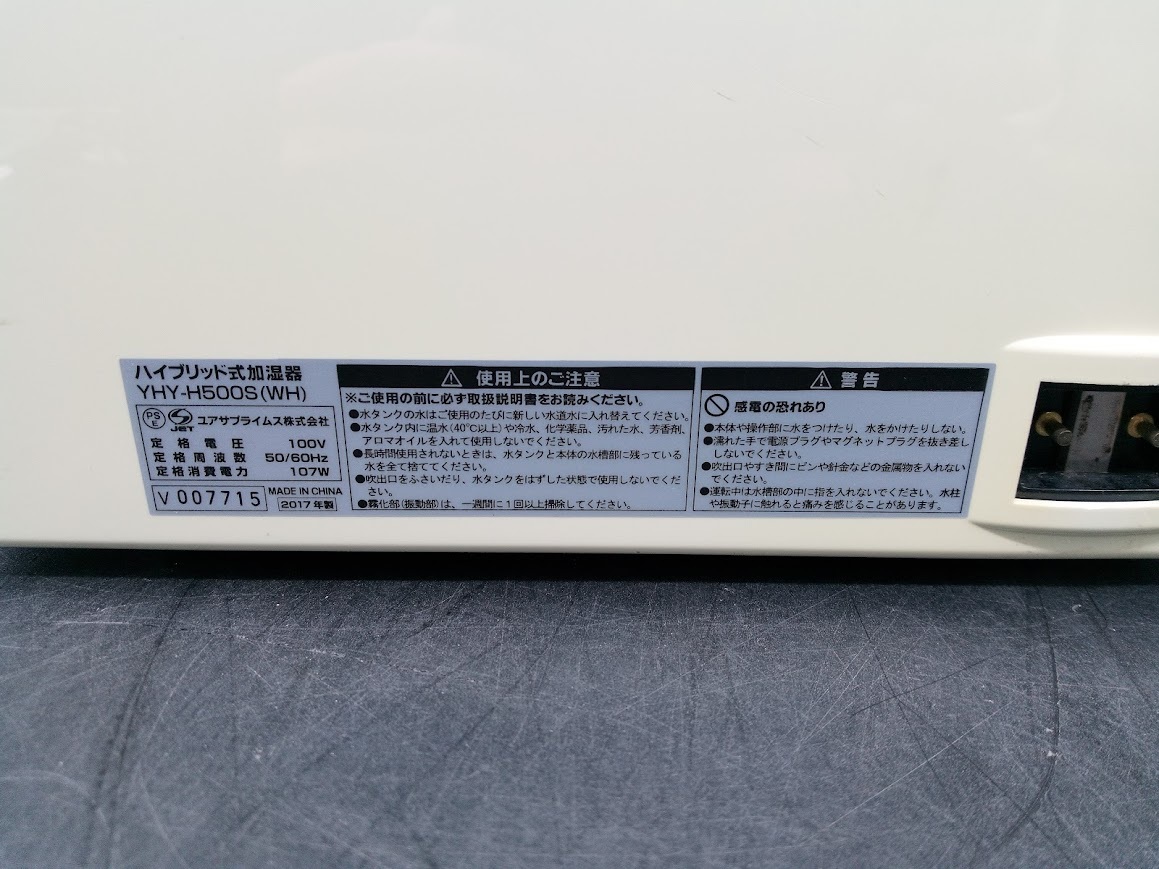 ハイブリッド式加湿器
YHY-H500S(WH)
PS
E
JET
ユアサプライムス株式会社
定格電圧 100V
定格周波数 50/60Hz
定格消費電力 107W
V 007715
MADE IN CHINA
2017年製
使用上のご注意
※ご使用の前に必ず取扱説明書をお読みください。
●水タンクの水はご使用のたびに新しい水道水に入れ替えてください。
●水タンク内に温水(40℃以上)や冷水、化学薬品、汚れた水、芳香剤、
アロマオイルを入れて使用しないでください。
●長時間使用されないときは、水タンクと本体の水槽部に残っている
水を全て捨ててください。
●吹出口をふさいだり、水タンクをはずした状態で使用しないでくだ
さい。
●霧化部(振動部)は、一週間に1回以上掃除してください。
警告
感電の恐れあり
●本体や操作部に水をつけたり、水をかけたりしない。
●濡れた手で電源プラグやマグネットプラグを抜き差し
しないでください。
●吹出口やすき間にピンや針金などの金属物を入れない
でください。
●運転中は水槽部の中に指を入れないでください。水柱
や振動子に触れると痛みを感じることがあります。